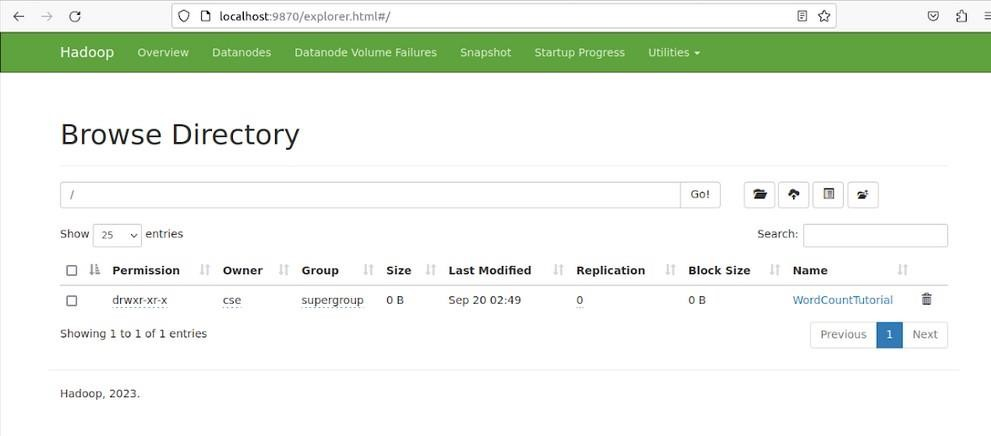 localhost:9870/explorer.html#/
Hadoop Overview Datanodes Datanode Volume Failures Snapshot Startup Progress Utilities
Browse Directory
/ Go!
Show 25 entries Search:
Permission Owner Group Size Last Modified Replication Block Size Name
drwxr-xr-x cse supergroup 0 B Sep 20 02:49 0 0 B WordCountTutorial
Showing 1 to 1 of 1 entries Previous 1 Next
Hadoop, 2023.